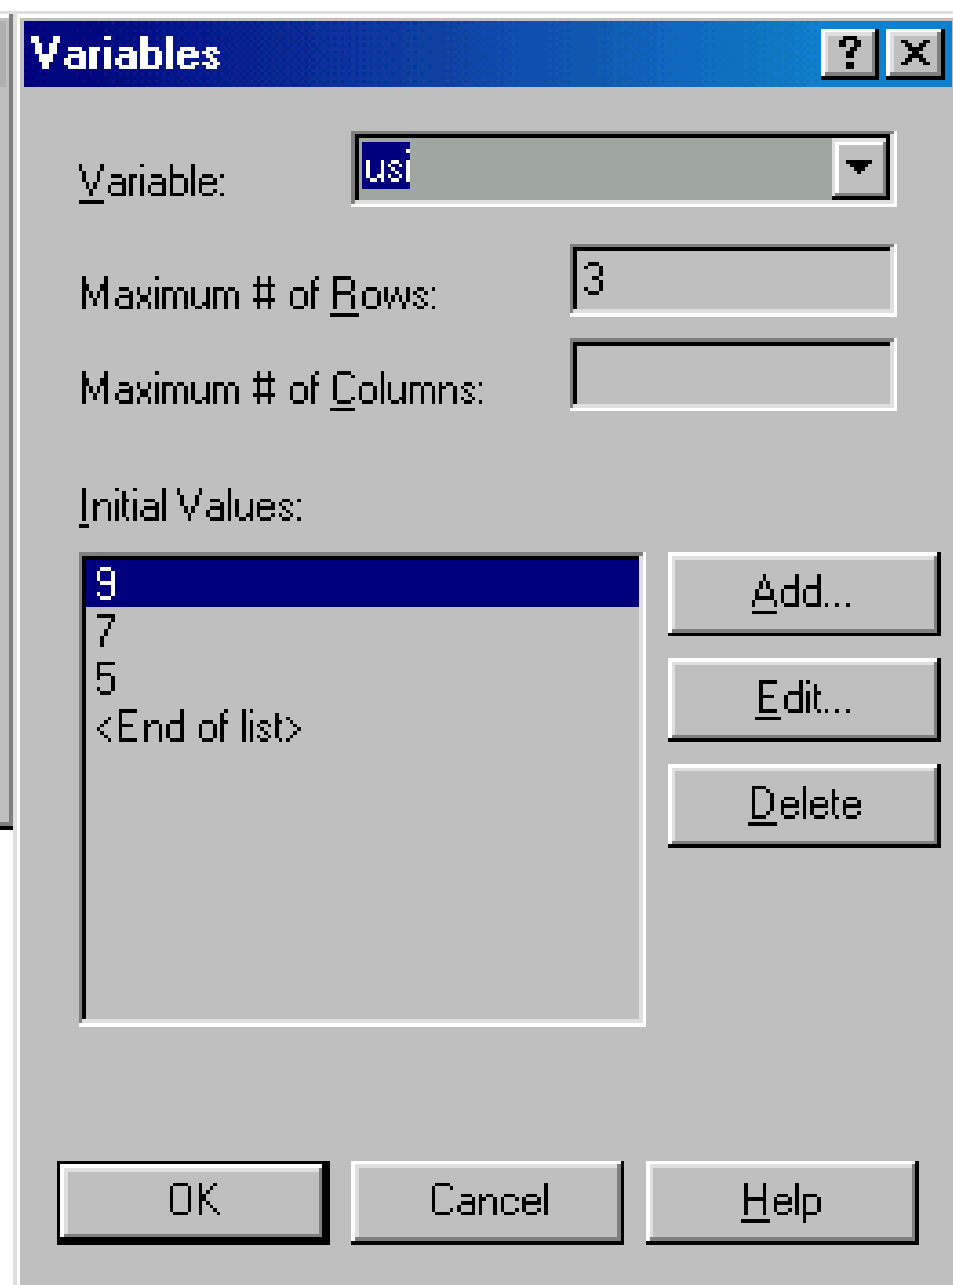 Variables
Variable: usi
Maximum # of Rows: 3
Maximum # of Columns:
Initial Values:
9
7
5
<End of list>
Add...
Edit...
Delete
OK Cancel Help